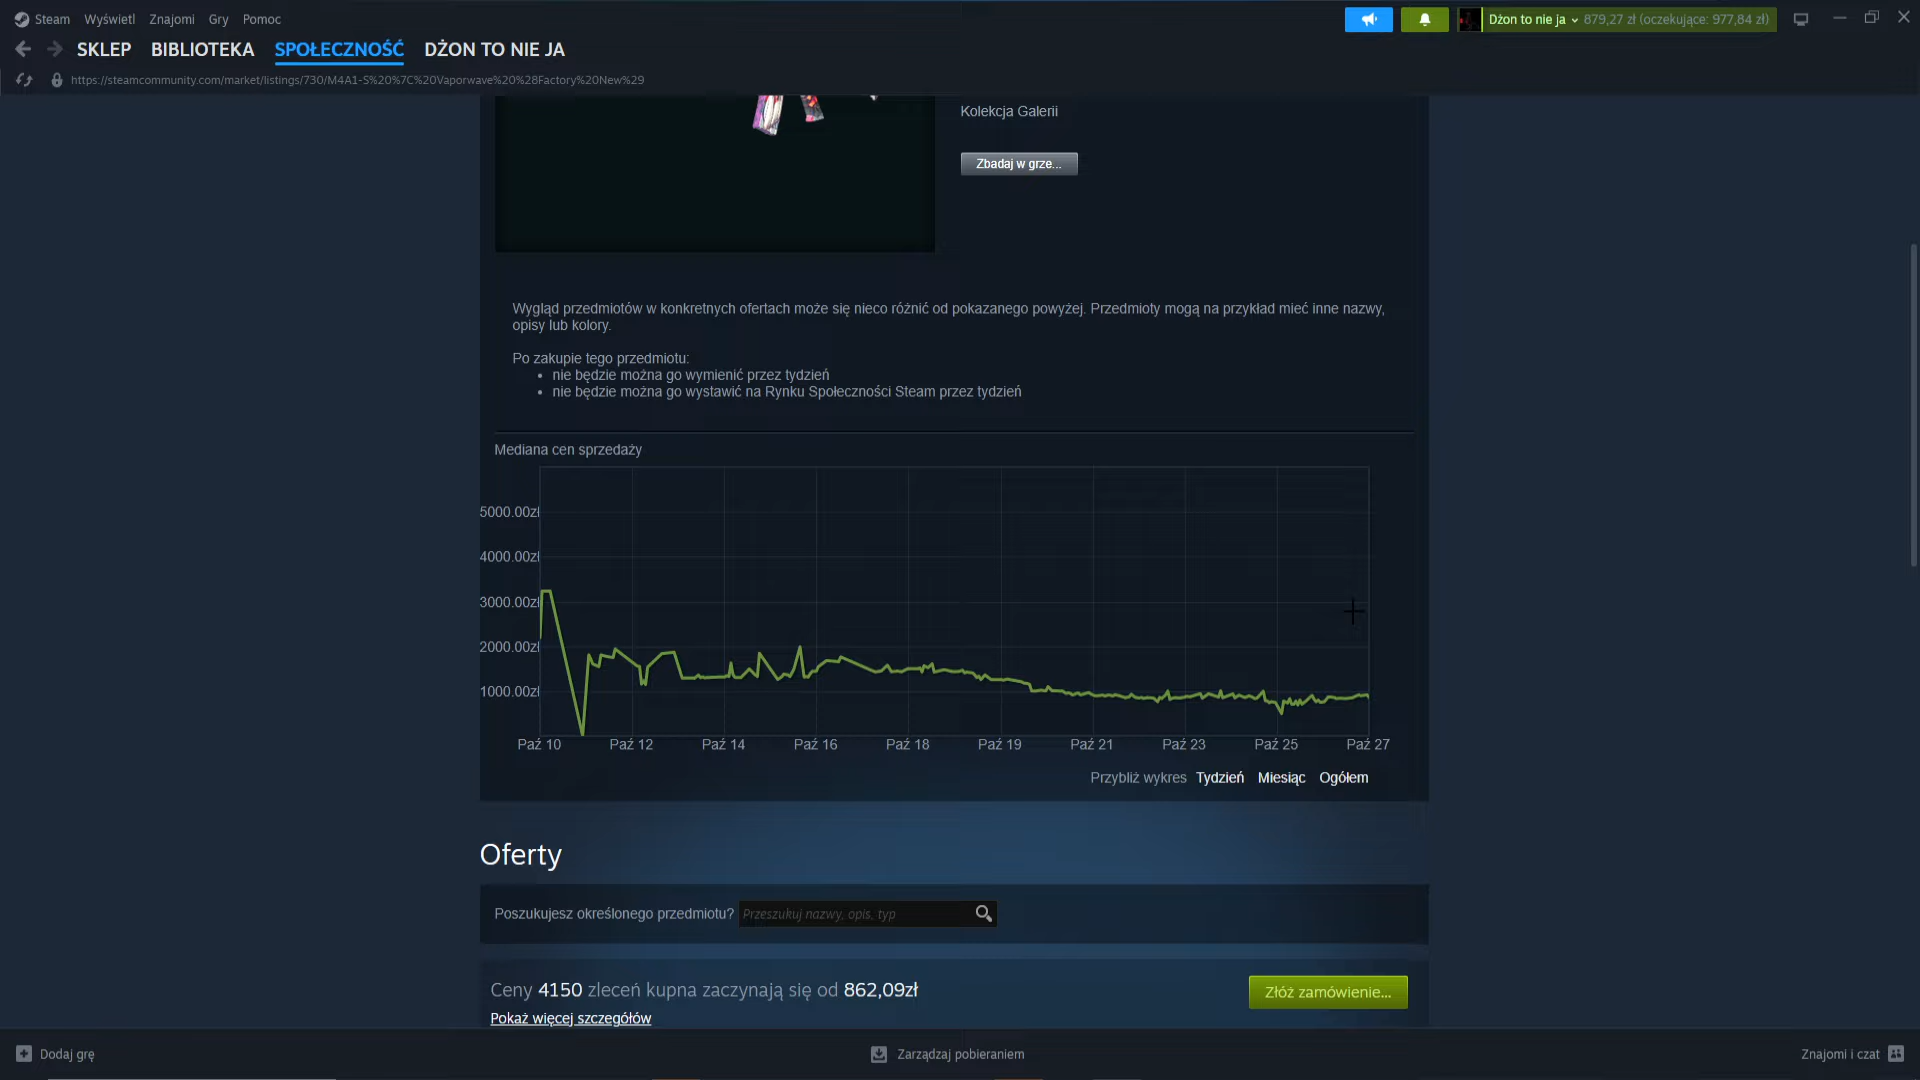 Steam Wyświetl Znajomi Gry Pomoc
Dżon to nie ja 879,27 zł (oczekujące: 977,84 zł)
SKLEP BIBLIOTEKA SPOŁECZNOŚĆ DŻON TO NIE JA
https://steamcommunity.com/market/listings/730/M4A1-S%20%7C%20Vaporwave%20%28Factory%20New%29
Kolekcja Galerii
Zbadaj w grze...
Wygląd przedmiotów w konkretnych ofertach może się nieco różnić od pokazanego powyżej. Przedmioty mogą na przykład mieć inne nazwy,
opisy lub kolory.
Po zakupie tego przedmiotu:
• nie będzie można go wymienić przez tydzień
• nie będzie można go wystawić na Rynku Społeczności Steam przez tydzień
Mediana cen sprzedaży
5000.00zł
4000.00zł
3000.00zł
2000.00zł
1000.00zł
Paź 10 Paź 12 Paź 14 Paź 16 Paź 18 Paź 19 Paź 21 Paź 23 Paź 25 Paź 27
Przybliż wykres Tydzień Miesiąc Ogółem
Oferty
Poszukujesz określonego przedmiotu? Przeszukuj nazwy, opis, typ
Ceny 4150 zleceń kupna zaczynają się od 862,09zł
Złóż zamówienie...
Pokaż więcej szczegółów
Dodaj grę Zarządzaj pobieraniem Znajomi i czat